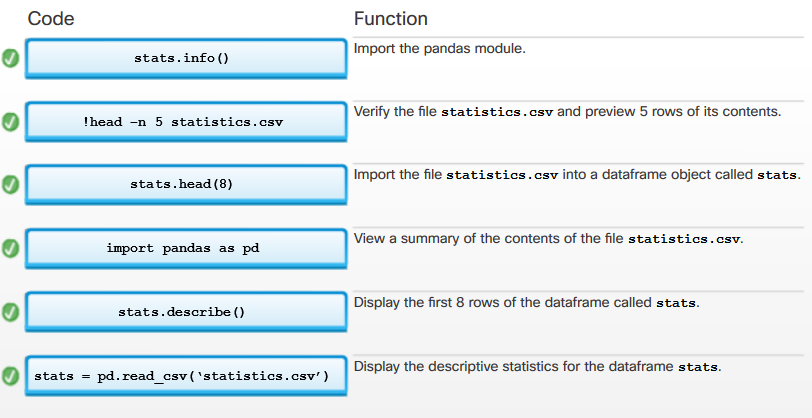 Code Function
stats.info()
Import the pandas module.
!head -n 5 statistics.csv
Verify the file statistics.csv and preview 5 rows of its contents.
stats.head(8)
Import the file statistics.csv into a dataframe object called stats.
import pandas as pd
View a summary of the contents of the file statistics.csv.
stats.describe()
Display the first 8 rows of the dataframe called stats.
stats = pd.read_csv(‘statistics.csv’)
Display the descriptive statistics for the dataframe stats.